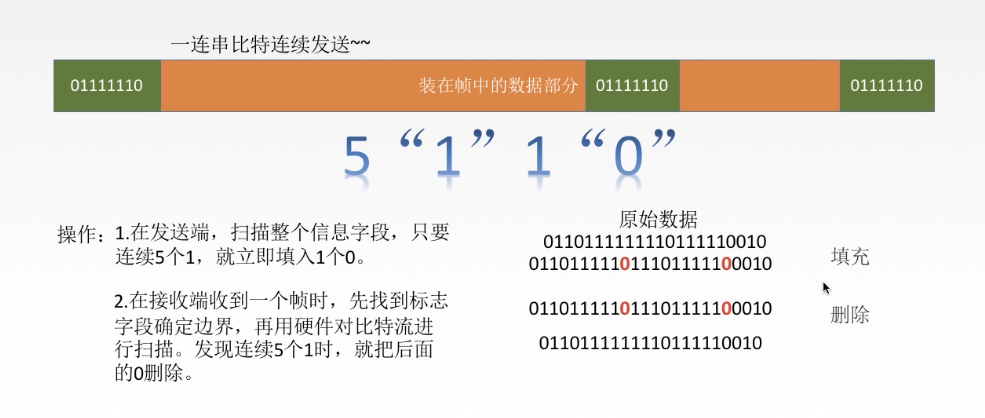 一连串比特连续发送~~
01111110 装在帧中的数据部分 01111110 01111110
5“1”1“0”
操作：1.在发送端，扫描整个信息字段，只要
连续5个1，就立即填入1个0。
2.在接收端收到一个帧时，先找到标志
字段确定边界，再用硬件对比特流进
行扫描。发现连续5个1时，就把后面
的0删除。
原始数据
0110111111110111110010
011011111011101111100010 填充
011011111011101111100010 删除
0110111111110111110010